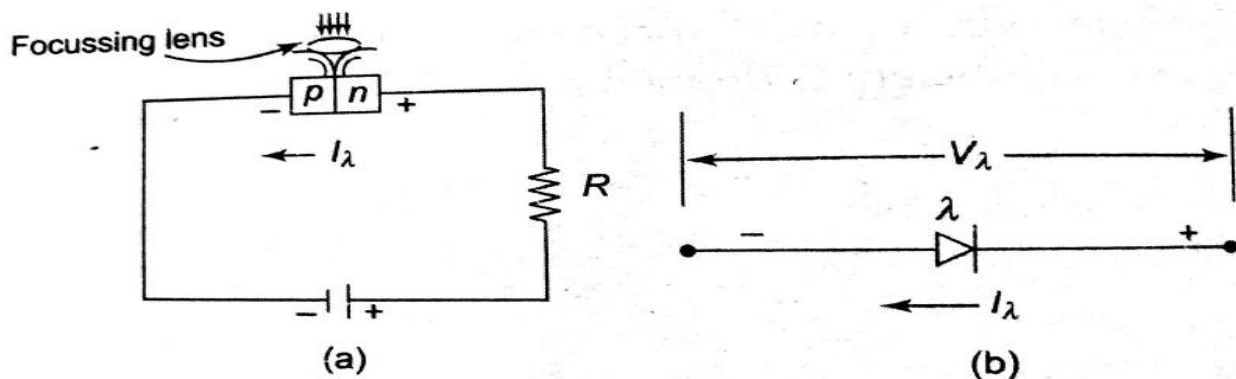 Focussing lens
p n
− +
I_λ
R
− +
(a)
V_λ
λ
− +
I_λ
(b)